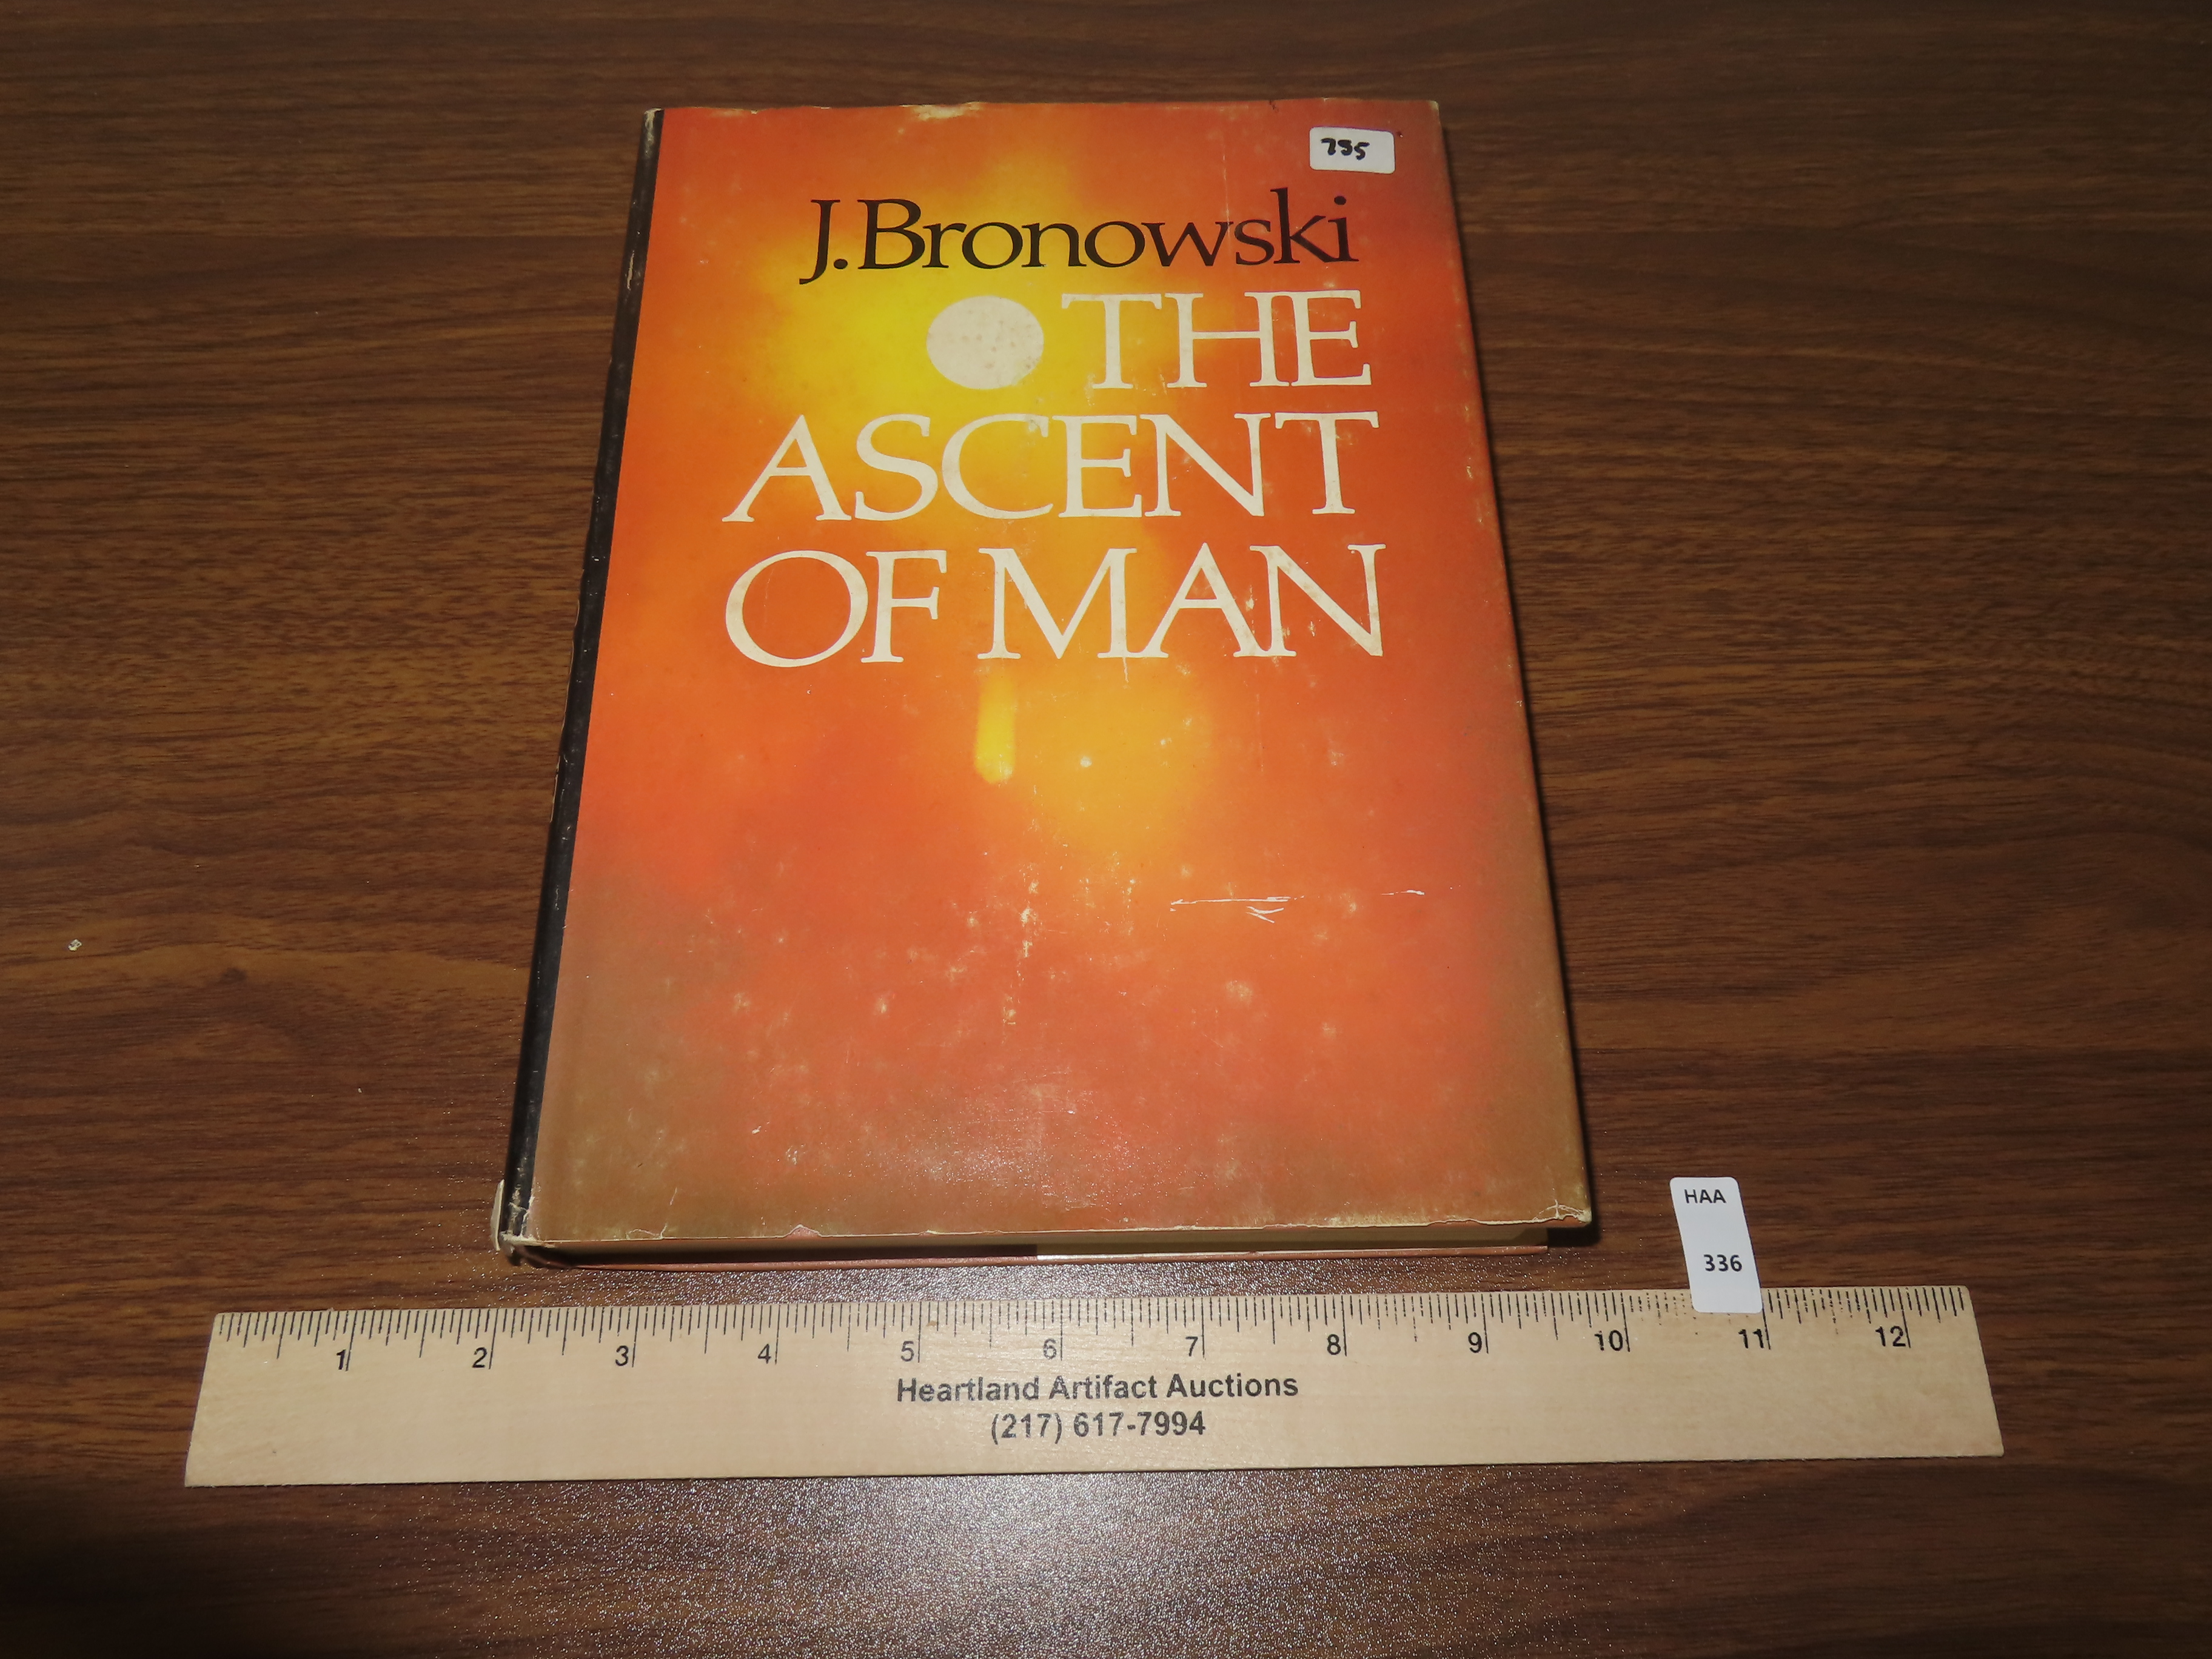 735
J. Bronowski
THE
ASCENT
OF MAN
HAA
336
1 2 3 4 5 6 7 8 9 10 11 12
Heartland Artifact Auctions
(217) 617-7994